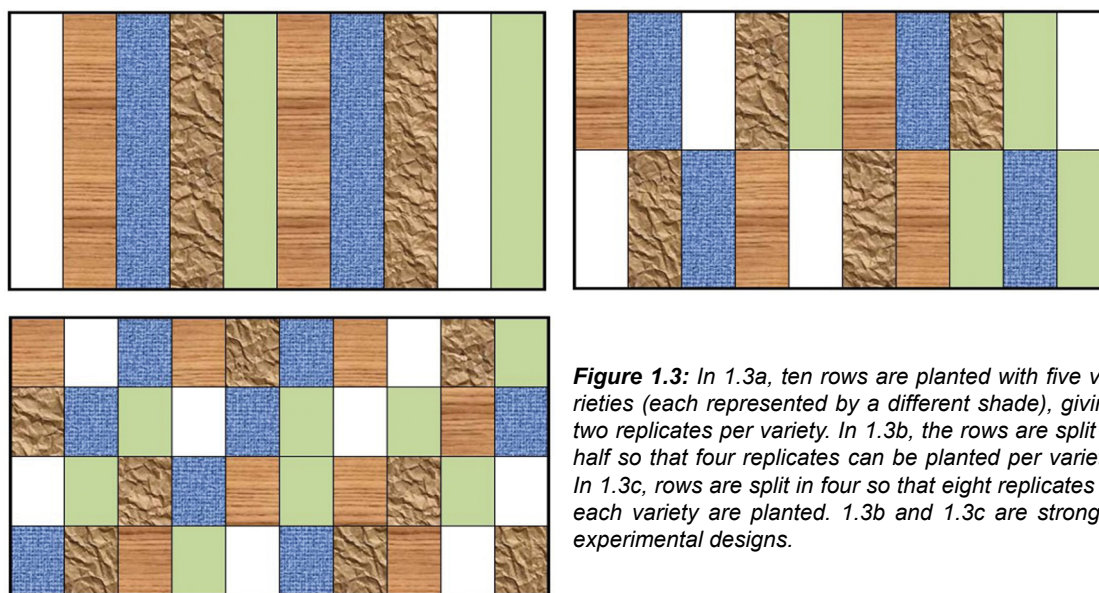 Figure 1.3: In 1.3a, ten rows are planted with five v
rieties (each represented by a different shade), givin
two replicates per variety. In 1.3b, the rows are split
half so that four replicates can be planted per varie
In 1.3c, rows are split in four so that eight replicates
each variety are planted. 1.3b and 1.3c are strong
experimental designs.